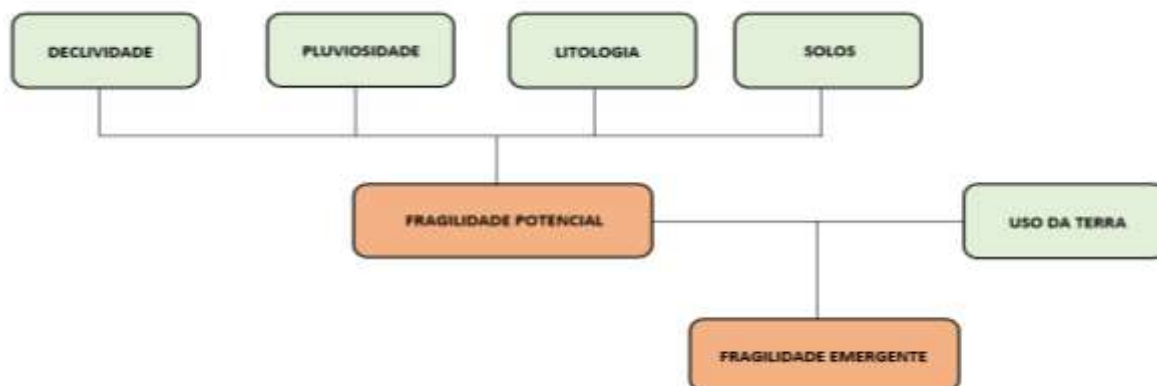 DECLIVIDADE
PLUVIOSIDADE
LITOLOGIA
SOLOS
FRAGILIDADE POTENCIAL
USO DA TERRA
FRAGILIDADE EMERGENTE